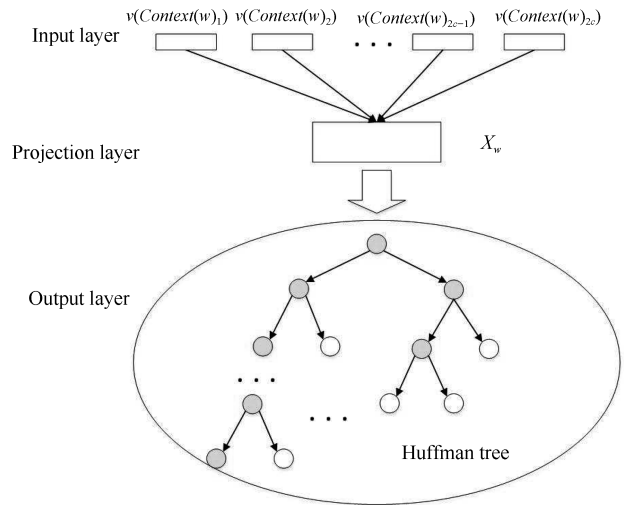 v(Context(w)₁) v(Context(w)₂) v(Context(w)₂c₋₁) v(Context(w)₂c)
Input layer . . .
Projection layer Xw
Output layer
. . .
. . .
Huffman tree